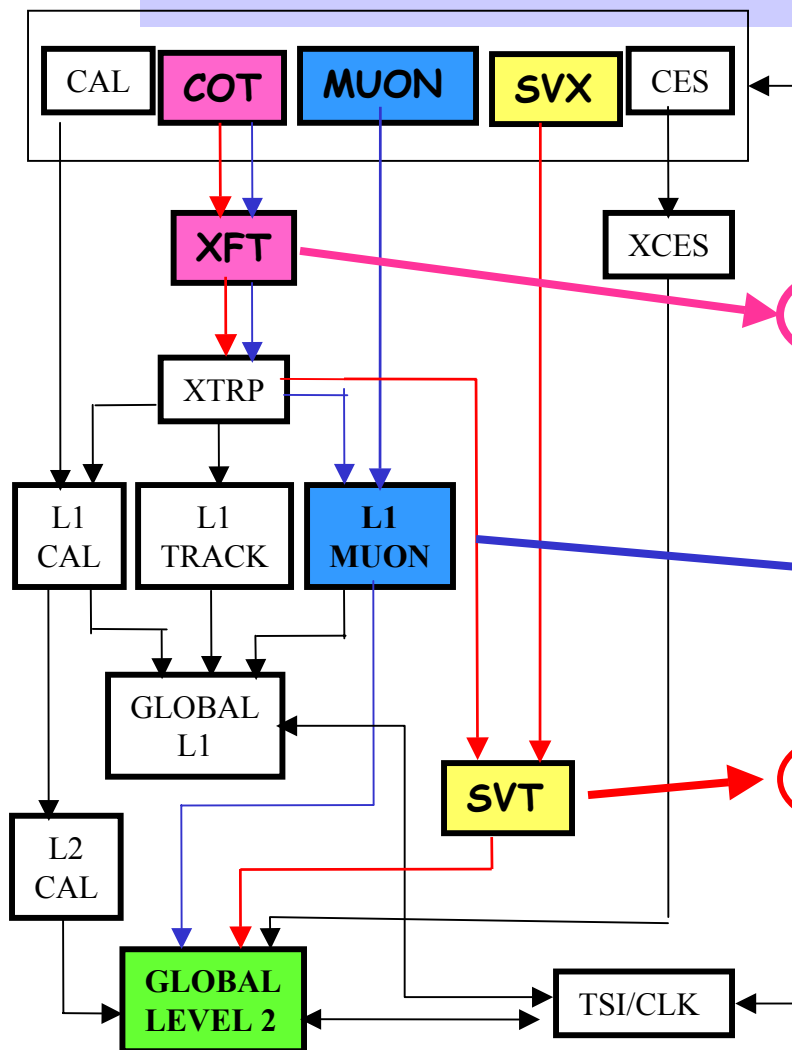 CAL
COT
MUON
SVX
CES
XFT
XCES
XTRP
L1
CAL
L1
TRACK
L1
MUON
GLOBAL
L1
SVT
L2
CAL
GLOBAL
LEVEL 2
TSI/CLK